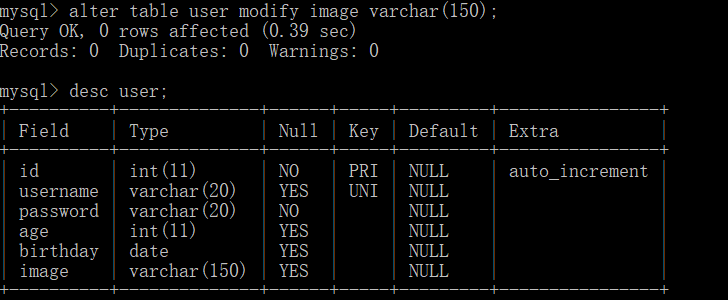 mysql> alter table user modify image varchar(150);
Query OK, 0 rows affected (0.39 sec)
Records: 0  Duplicates: 0  Warnings: 0

mysql> desc user;
+----------+--------------+------+-----+---------+----------------+
| Field    | Type         | Null | Key | Default | Extra          |
+----------+--------------+------+-----+---------+----------------+
| id       | int(11)      | NO   | PRI | NULL    | auto_increment |
| username | varchar(20)  | YES  | UNI | NULL    |                |
| password | varchar(20)  | NO   |     | NULL    |                |
| age      | int(11)      | YES  |     | NULL    |                |
| birthday | date         | YES  |     | NULL    |                |
| image    | varchar(150) | YES  |     | NULL    |                |
+----------+--------------+------+-----+---------+----------------+